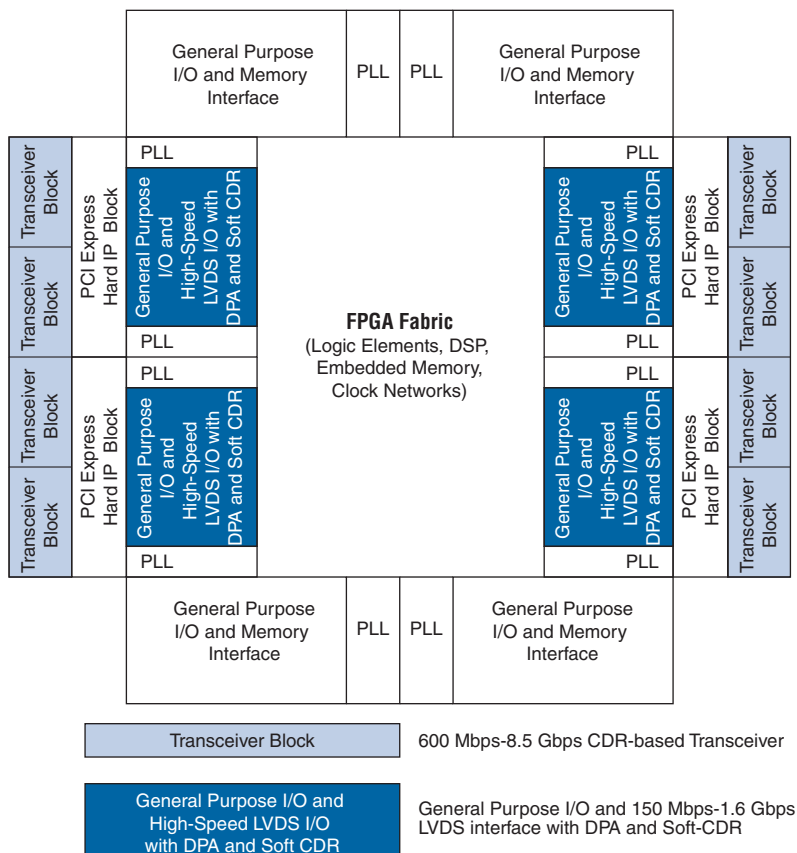 General Purpose
I/O and Memory
Interface
PLL
PLL
General Purpose
I/O and Memory
Interface
Transceiver
Block
Transceiver
Block
Transceiver
Block
Transceiver
Block
PCI Express
Hard IP Block
PCI Express
Hard IP Block
PLL
General Purpose
I/O and
High-Speed
LVDS I/O with
DPA and Soft CDR
PLL
PLL
General Purpose
I/O and
High-Speed
LVDS I/O with
DPA and Soft CDR
PLL
FPGA Fabric
(Logic Elements, DSP,
Embedded Memory,
Clock Networks)
PLL
General Purpose
I/O and
High-Speed
LVDS I/O with
DPA and Soft CDR
PLL
PLL
General Purpose
I/O and
High-Speed
LVDS I/O with
DPA and Soft CDR
PLL
PCI Express
Hard IP Block
PCI Express
Hard IP Block
Transceiver
Block
Transceiver
Block
Transceiver
Block
Transceiver
Block
General Purpose
I/O and Memory
Interface
PLL
PLL
General Purpose
I/O and Memory
Interface
Transceiver Block
600 Mbps-8.5 Gbps CDR-based Transceiver
General Purpose I/O and
High-Speed LVDS I/O
with DPA and Soft CDR
General Purpose I/O and 150 Mbps-1.6 Gbps
LVDS interface with DPA and Soft-CDR